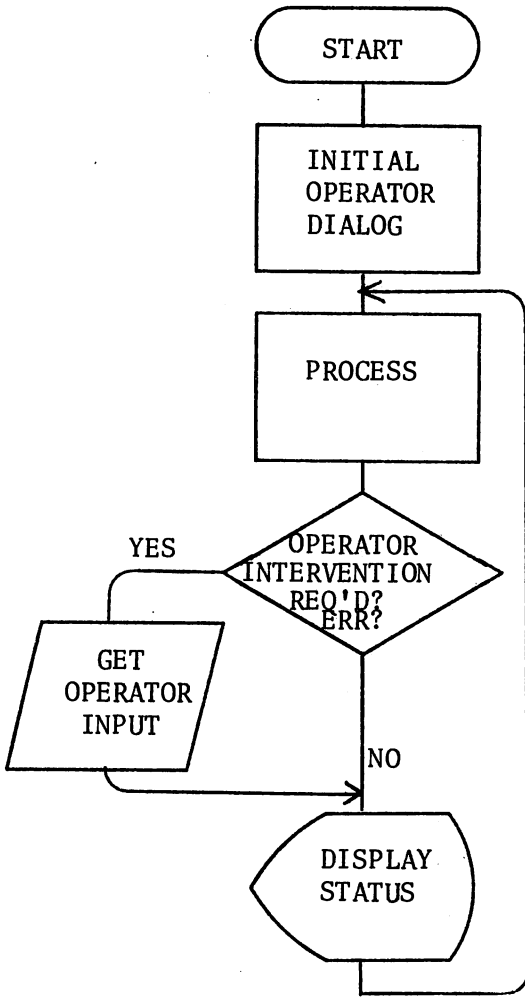 START
INITIAL
OPERATOR
DIALOG
PROCESS
OPERATOR
INTERVENTION
REQ'D?
ERR?
YES
GET
OPERATOR
INPUT
NO
DISPLAY
STATUS